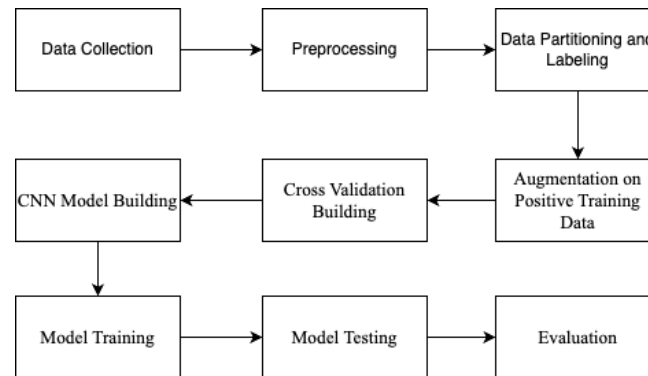 Data Collection
Preprocessing
Data Partitioning and
Labeling
CNN Model Building
Cross Validation
Building
Augmentation on
Positive Training
Data
Model Training
Model Testing
Evaluation